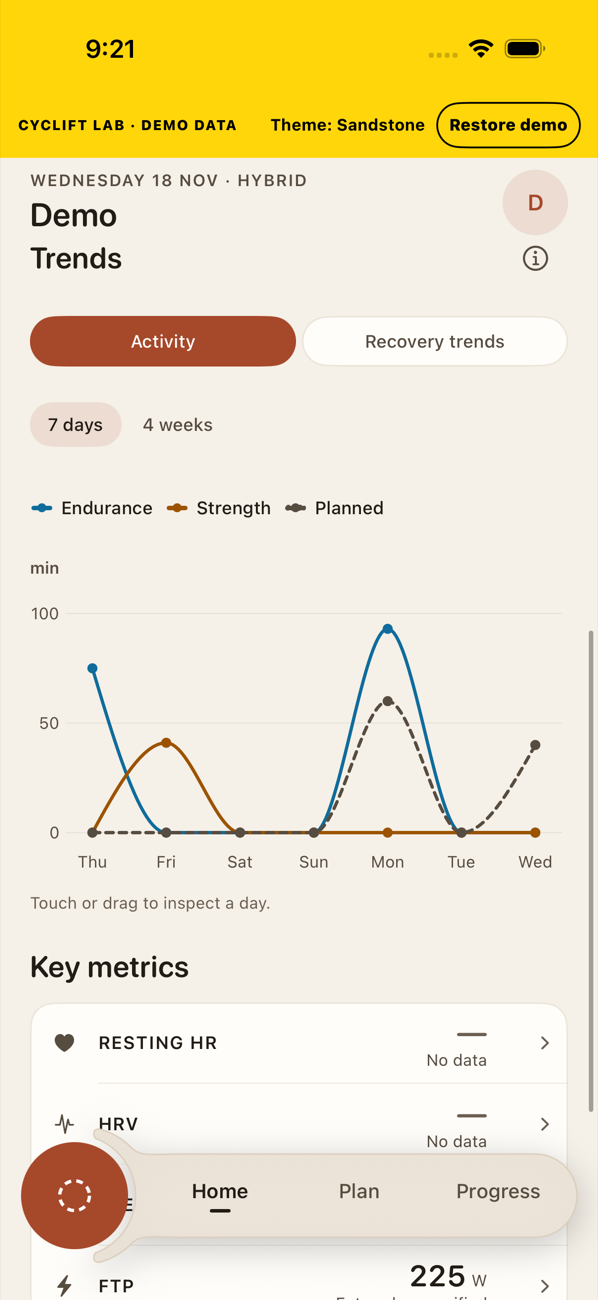 9:21
CYCLIFT LAB · DEMO DATA Theme: Sandstone Restore demo
WEDNESDAY 18 NOV · HYBRID
D
Demo
Trends
Activity Recovery trends
7 days 4 weeks
Endurance Strength Planned
min
100
50
0
Thu Fri Sat Sun Mon Tue Wed
Touch or drag to inspect a day.
Key metrics
RESTING HR
No data
HRV
No data
Home Plan Progress
FTP 225 W